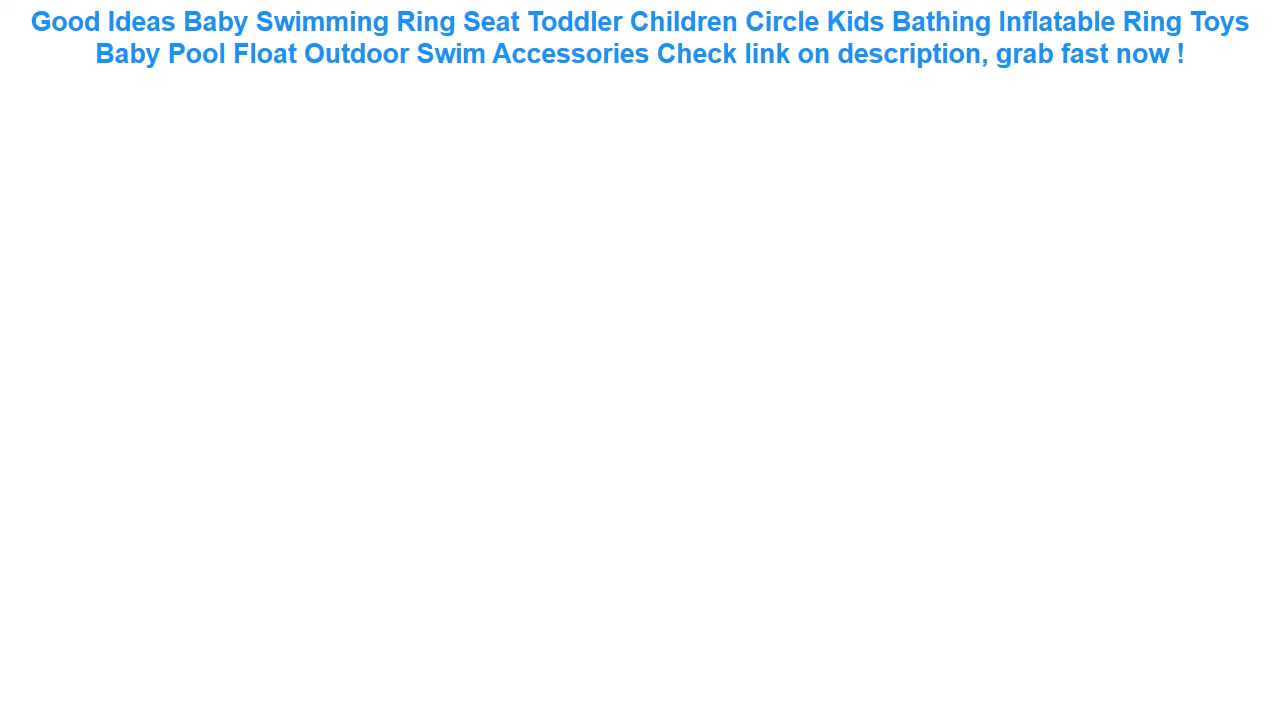 Good Ideas Baby Swimming Ring Seat Toddler Children Circle Kids Bathing Inflatable Ring Toys
Baby Pool Float Outdoor Swim Accessories Check link on description, grab fast now !